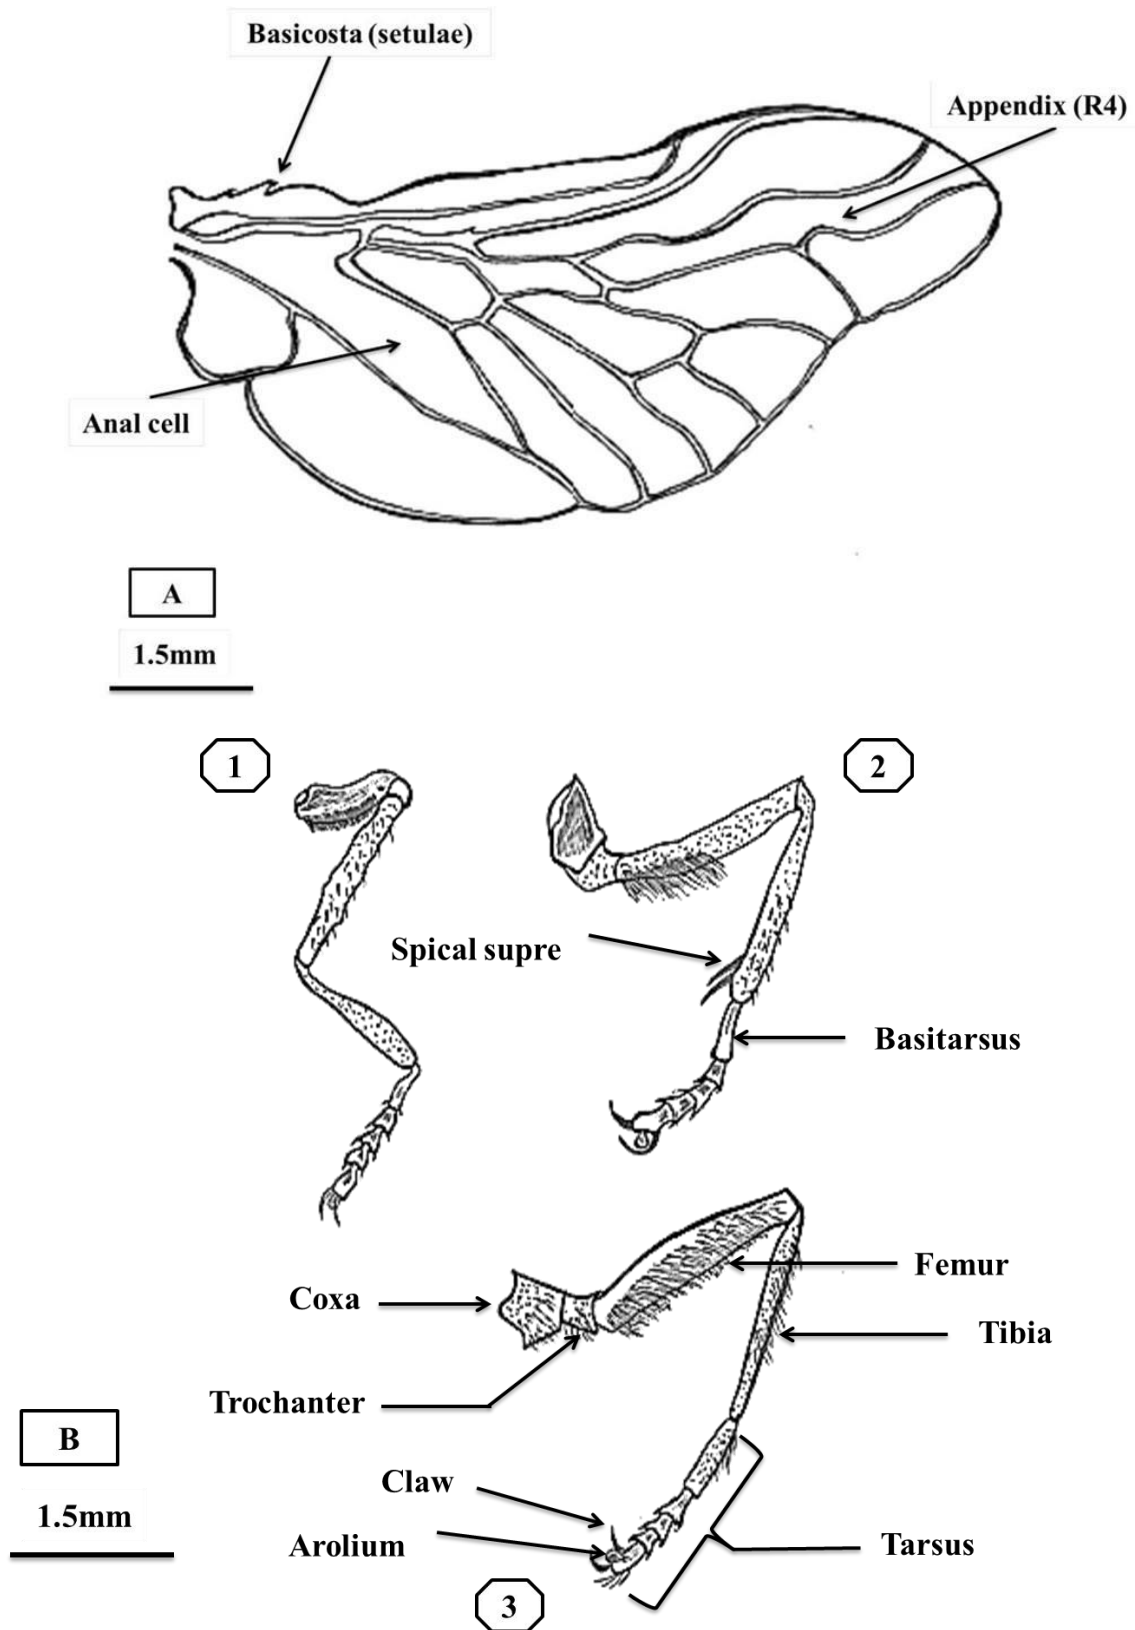 Basicosta (setulae)
Appendix (R4)
Anal cell
A
1.5mm
1
2
Spical supre
Basitarsus
Femur
Coxa
Tibia
Trochanter
B
Claw
1.5mm
Arolium
Tarsus
3